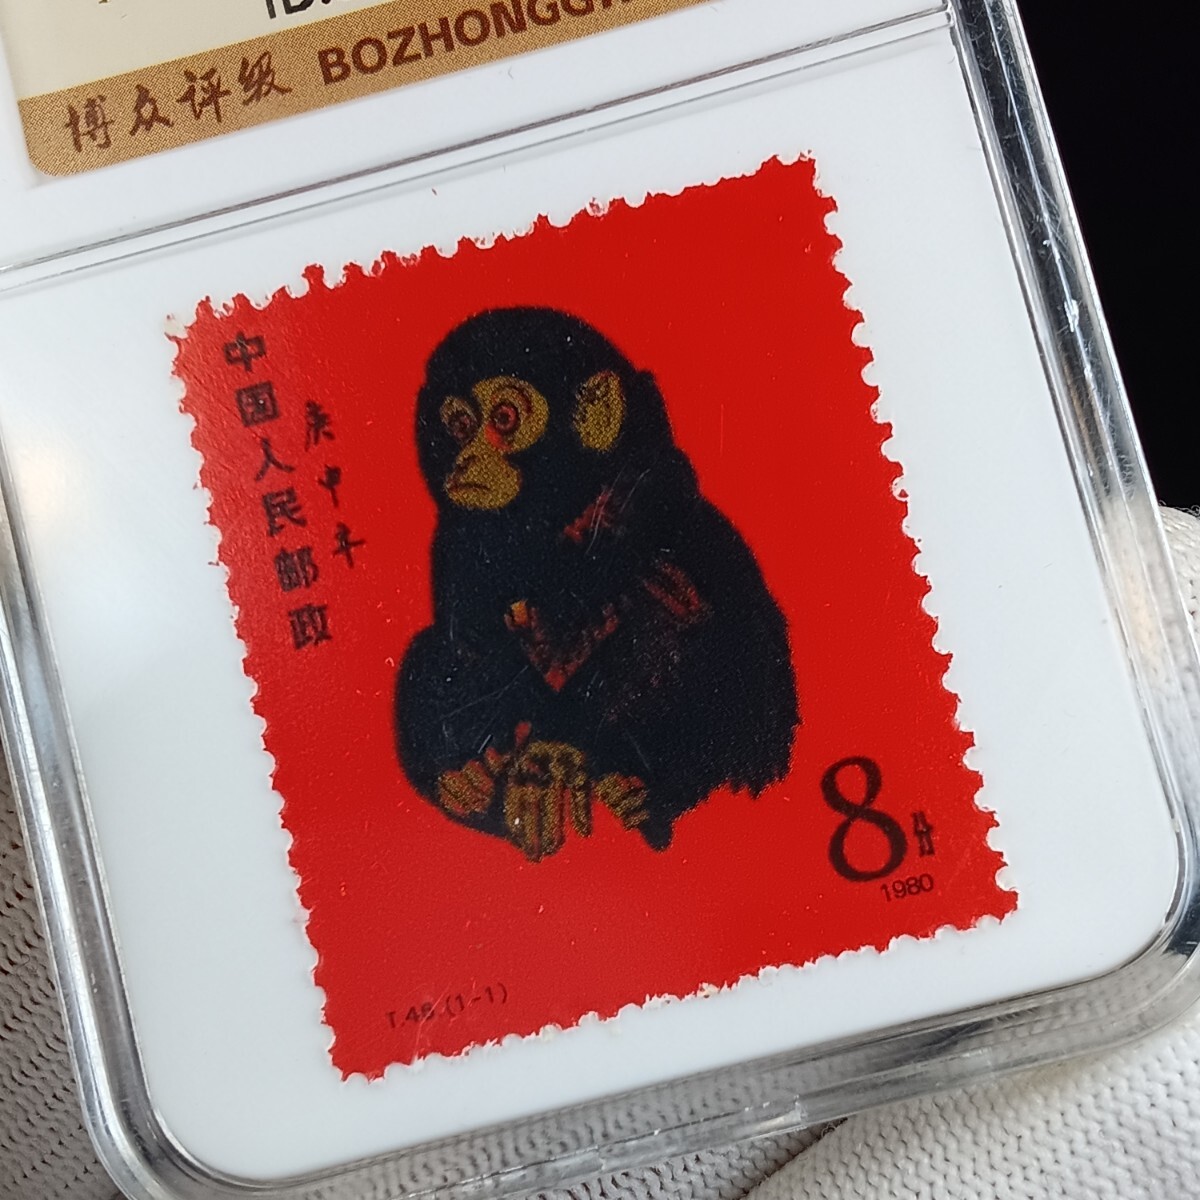 博众评级 BOZHONGG
中国人民邮政
庚申年
8分
1980
T.46.(1-1)